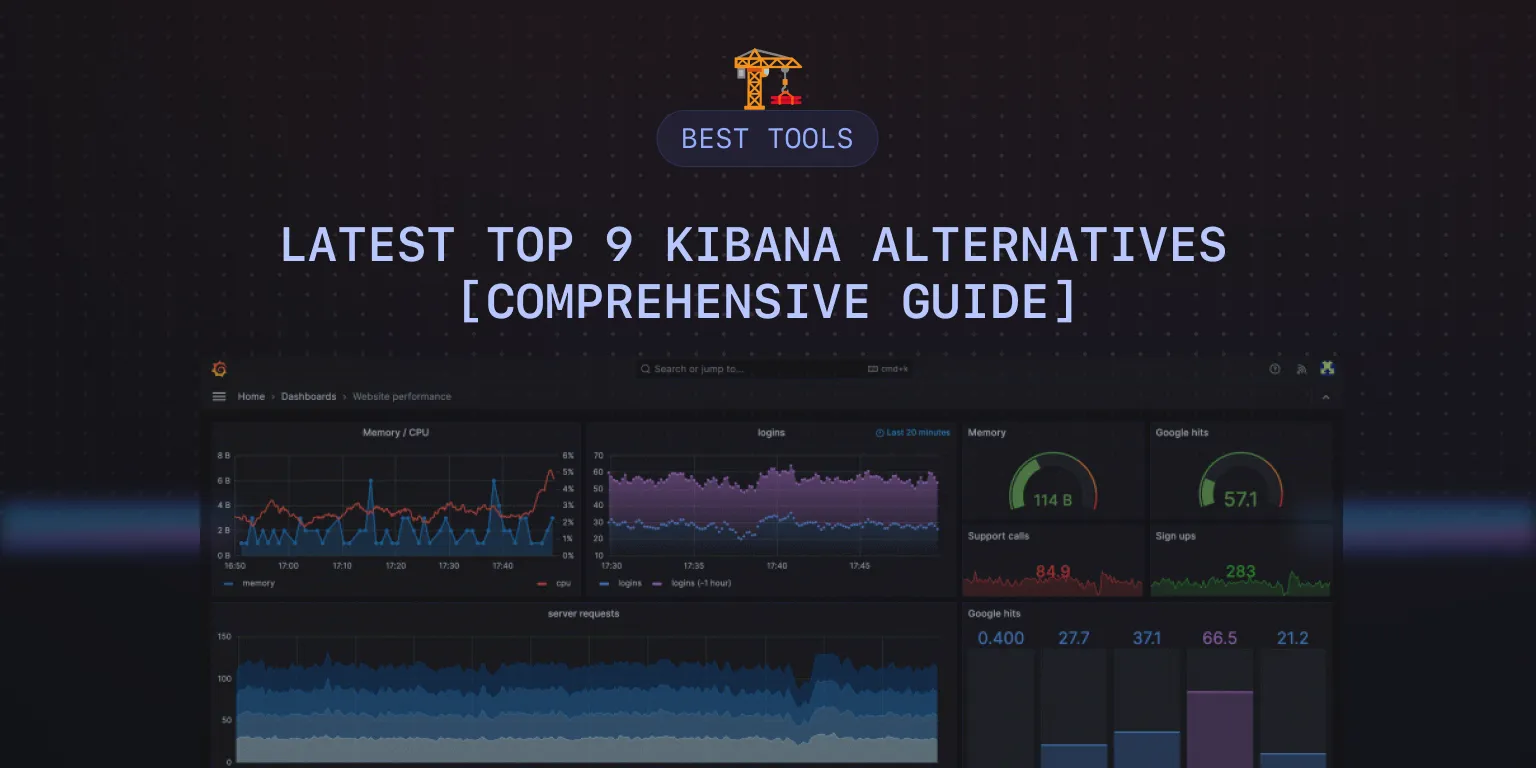 BEST TOOLS
LATEST TOP 9 KIBANA ALTERNATIVES
[COMPREHENSIVE GUIDE]
Search or jump to...
cmd+k
Home › Dashboards › Website performance
Memory / CPU
8 B
6 B
4 B
2 B
0 B
6%
5%
4%
3%
2%
1%
0%
16:50 17:00 17:10 17:20 17:30 17:40
memory
cpu
logins
Last 20 minutes
70
60
50
40
30
20
10
17:30 17:35 17:40 17:45
logins
logins (-1 hour)
Memory
114 B
Google hits
57.1
Support calls
84.9
Sign ups
283
server requests
150
100
50
0
Google hits
0.400 27.7 37.1 66.5 21.2